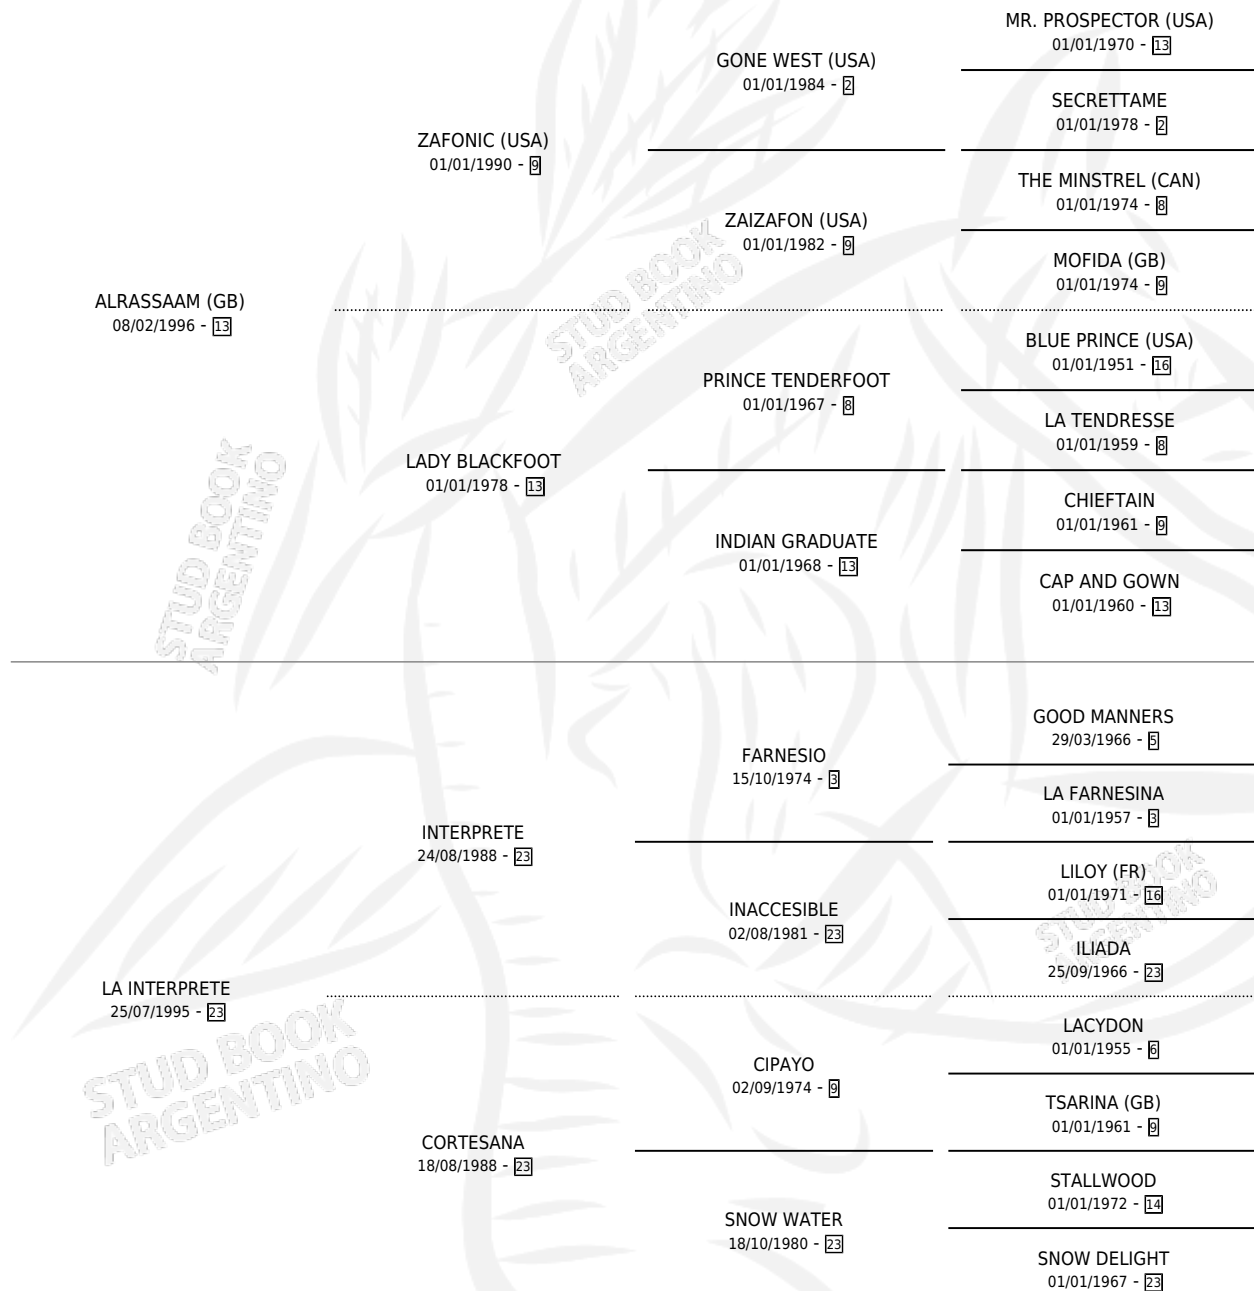 MR. PROSPECTOR (USA)
01/01/1970 - 13
GONE WEST (USA)
01/01/1984 - 2
SECRETTAME
01/01/1978 - 2
ZAFONIC (USA)
01/01/1990 - 9
THE MINSTREL (CAN)
01/01/1974 - 8
ZAIZAFON (USA)
01/01/1982 - 9
MOFIDA (GB)
01/01/1974 - 9
ALRASSAAM (GB)
08/02/1996 - 13
BLUE PRINCE (USA)
01/01/1951 - 16
PRINCE TENDERFOOT
01/01/1967 - 8
LA TENDRESSE
01/01/1959 - 8
LADY BLACKFOOT
01/01/1978 - 13
CHIEFTAIN
01/01/1961 - 9
INDIAN GRADUATE
01/01/1968 - 13
CAP AND GOWN
01/01/1960 - 13
GOOD MANNERS
29/03/1966 - 5
FARNESIO
15/10/1974 - 3
LA FARNESINA
01/01/1957 - 3
INTERPRETE
24/08/1988 - 23
LILOY (FR)
01/01/1971 - 16
INACCESIBLE
02/08/1981 - 23
ILIADA
25/09/1966 - 23
LA INTERPRETE
25/07/1995 - 23
LACYDON
01/01/1955 - 6
CIPAYO
02/09/1974 - 9
TSARINA (GB)
01/01/1961 - 9
CORTESANA
18/08/1988 - 23
STALLWOOD
01/01/1972 - 14
SNOW WATER
18/10/1980 - 23
SNOW DELIGHT
01/01/1967 - 23
STUD BOOK
ARGENTINO
STUD BOOK
ARGENTINO
STUD BOOK
ARGENTINO
STUD BOOK
ARGENTINO